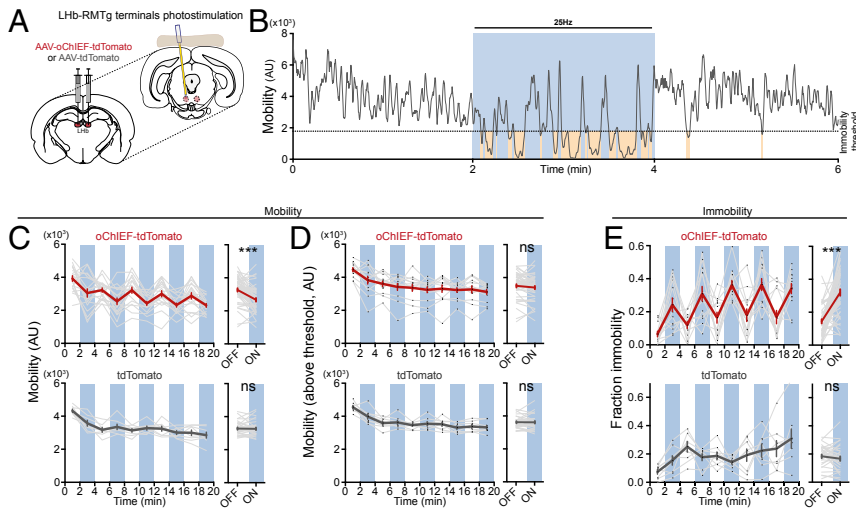 A
LHb-RMTg terminals photostimulation
AAV-oChIEF-tdTomato
or AAV-tdTomato
LHb
B
25Hz
(x10³)
8
6
4
2
0
Mobility
(AU)
Immobility
threshold
0
2
Time (min)
4
6
Mobility
Immobility
C
oChIEF-tdTomato
(x10³)
6
4
2
0
0 2 4 6 8 10 12 14 16 18 20
***
OFF
ON
tdTomato
(x10³)
6
4
2
0
0 2 4 6 8 10 12 14 16 18 20
Time (min)
ns
OFF
ON
Mobility (AU)
D
oChIEF-tdTomato
(x10³)
6
4
2
0
0 2 4 6 8 10 12 14 16 18 20
ns
OFF
ON
tdTomato
(x10³)
6
4
2
0
0 2 4 6 8 10 12 14 16 18 20
Time (min)
ns
OFF
ON
Mobility (above threshold, AU)
E
oChIEF-tdTomato
0.6
0.4
0.2
0.0
0 2 4 6 8 10 12 14 16 18 20
***
OFF
ON
tdTomato
0.6
0.4
0.2
0.0
0 2 4 6 8 10 12 14 16 18 20
Time (min)
ns
OFF
ON
Fraction immobility